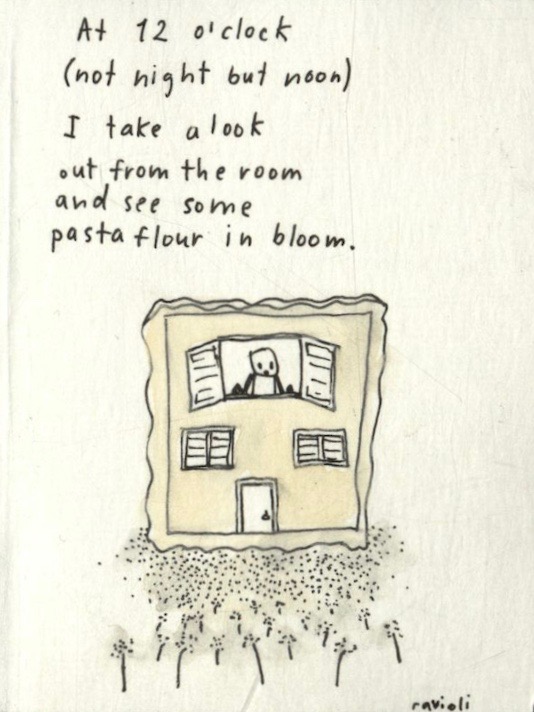 At 12 o'clock
(not night but noon)
I take a look
out from the room
and see some
pasta flour in bloom.
ravioli